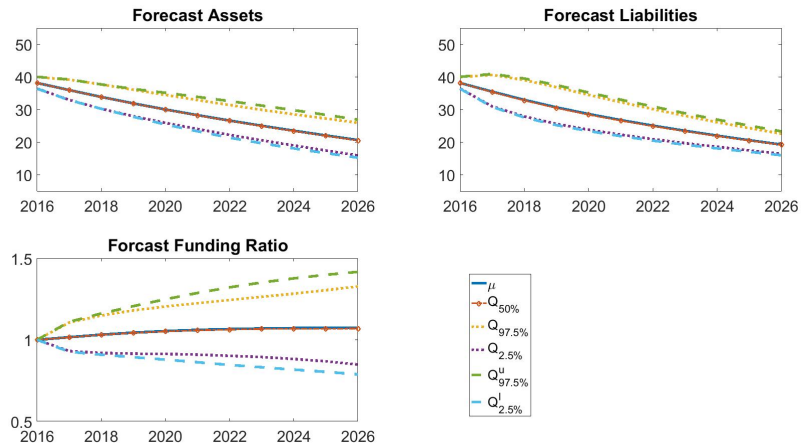 Forecast Assets
50
40
30
20
10
2016 2018 2020 2022 2024 2026
Forecast Liabilities
50
40
30
20
10
2016 2018 2020 2022 2024 2026
Forcast Funding Ratio
1.5
1
0.5
2016 2018 2020 2022 2024 2026
μ
Q50%
Q97.5%
Q2.5%
Qu97.5%
Ql2.5%